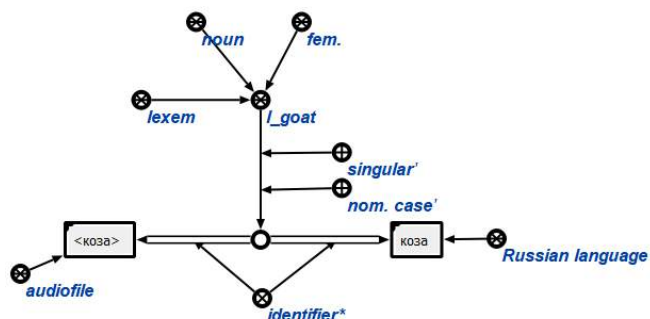 noun
fem.
lexem
l_goat
singular'
nom. case'
<коза>
коза
Russian language
audiofile
identifier*